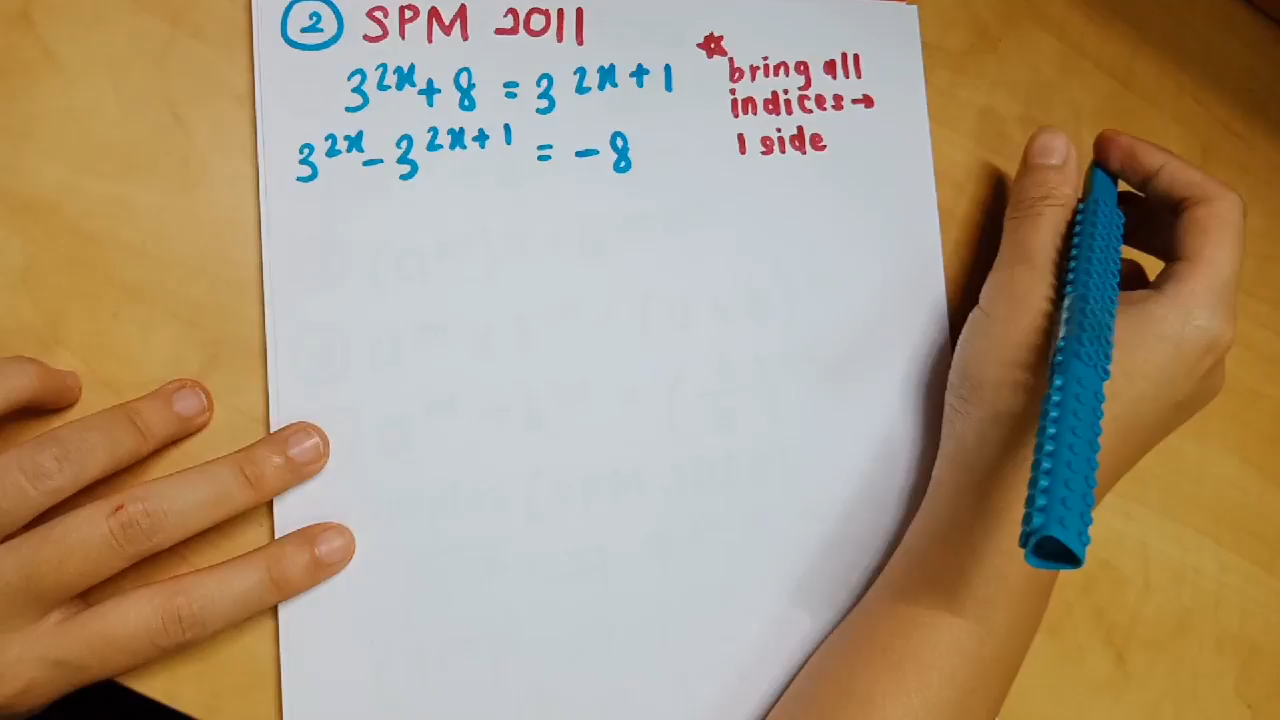 2 SPM 2011
3^{2x} + 8 = 3^{2x+1}
3^{2x} - 3^{2x+1} = -8
☆ bring all
indices →
1 side